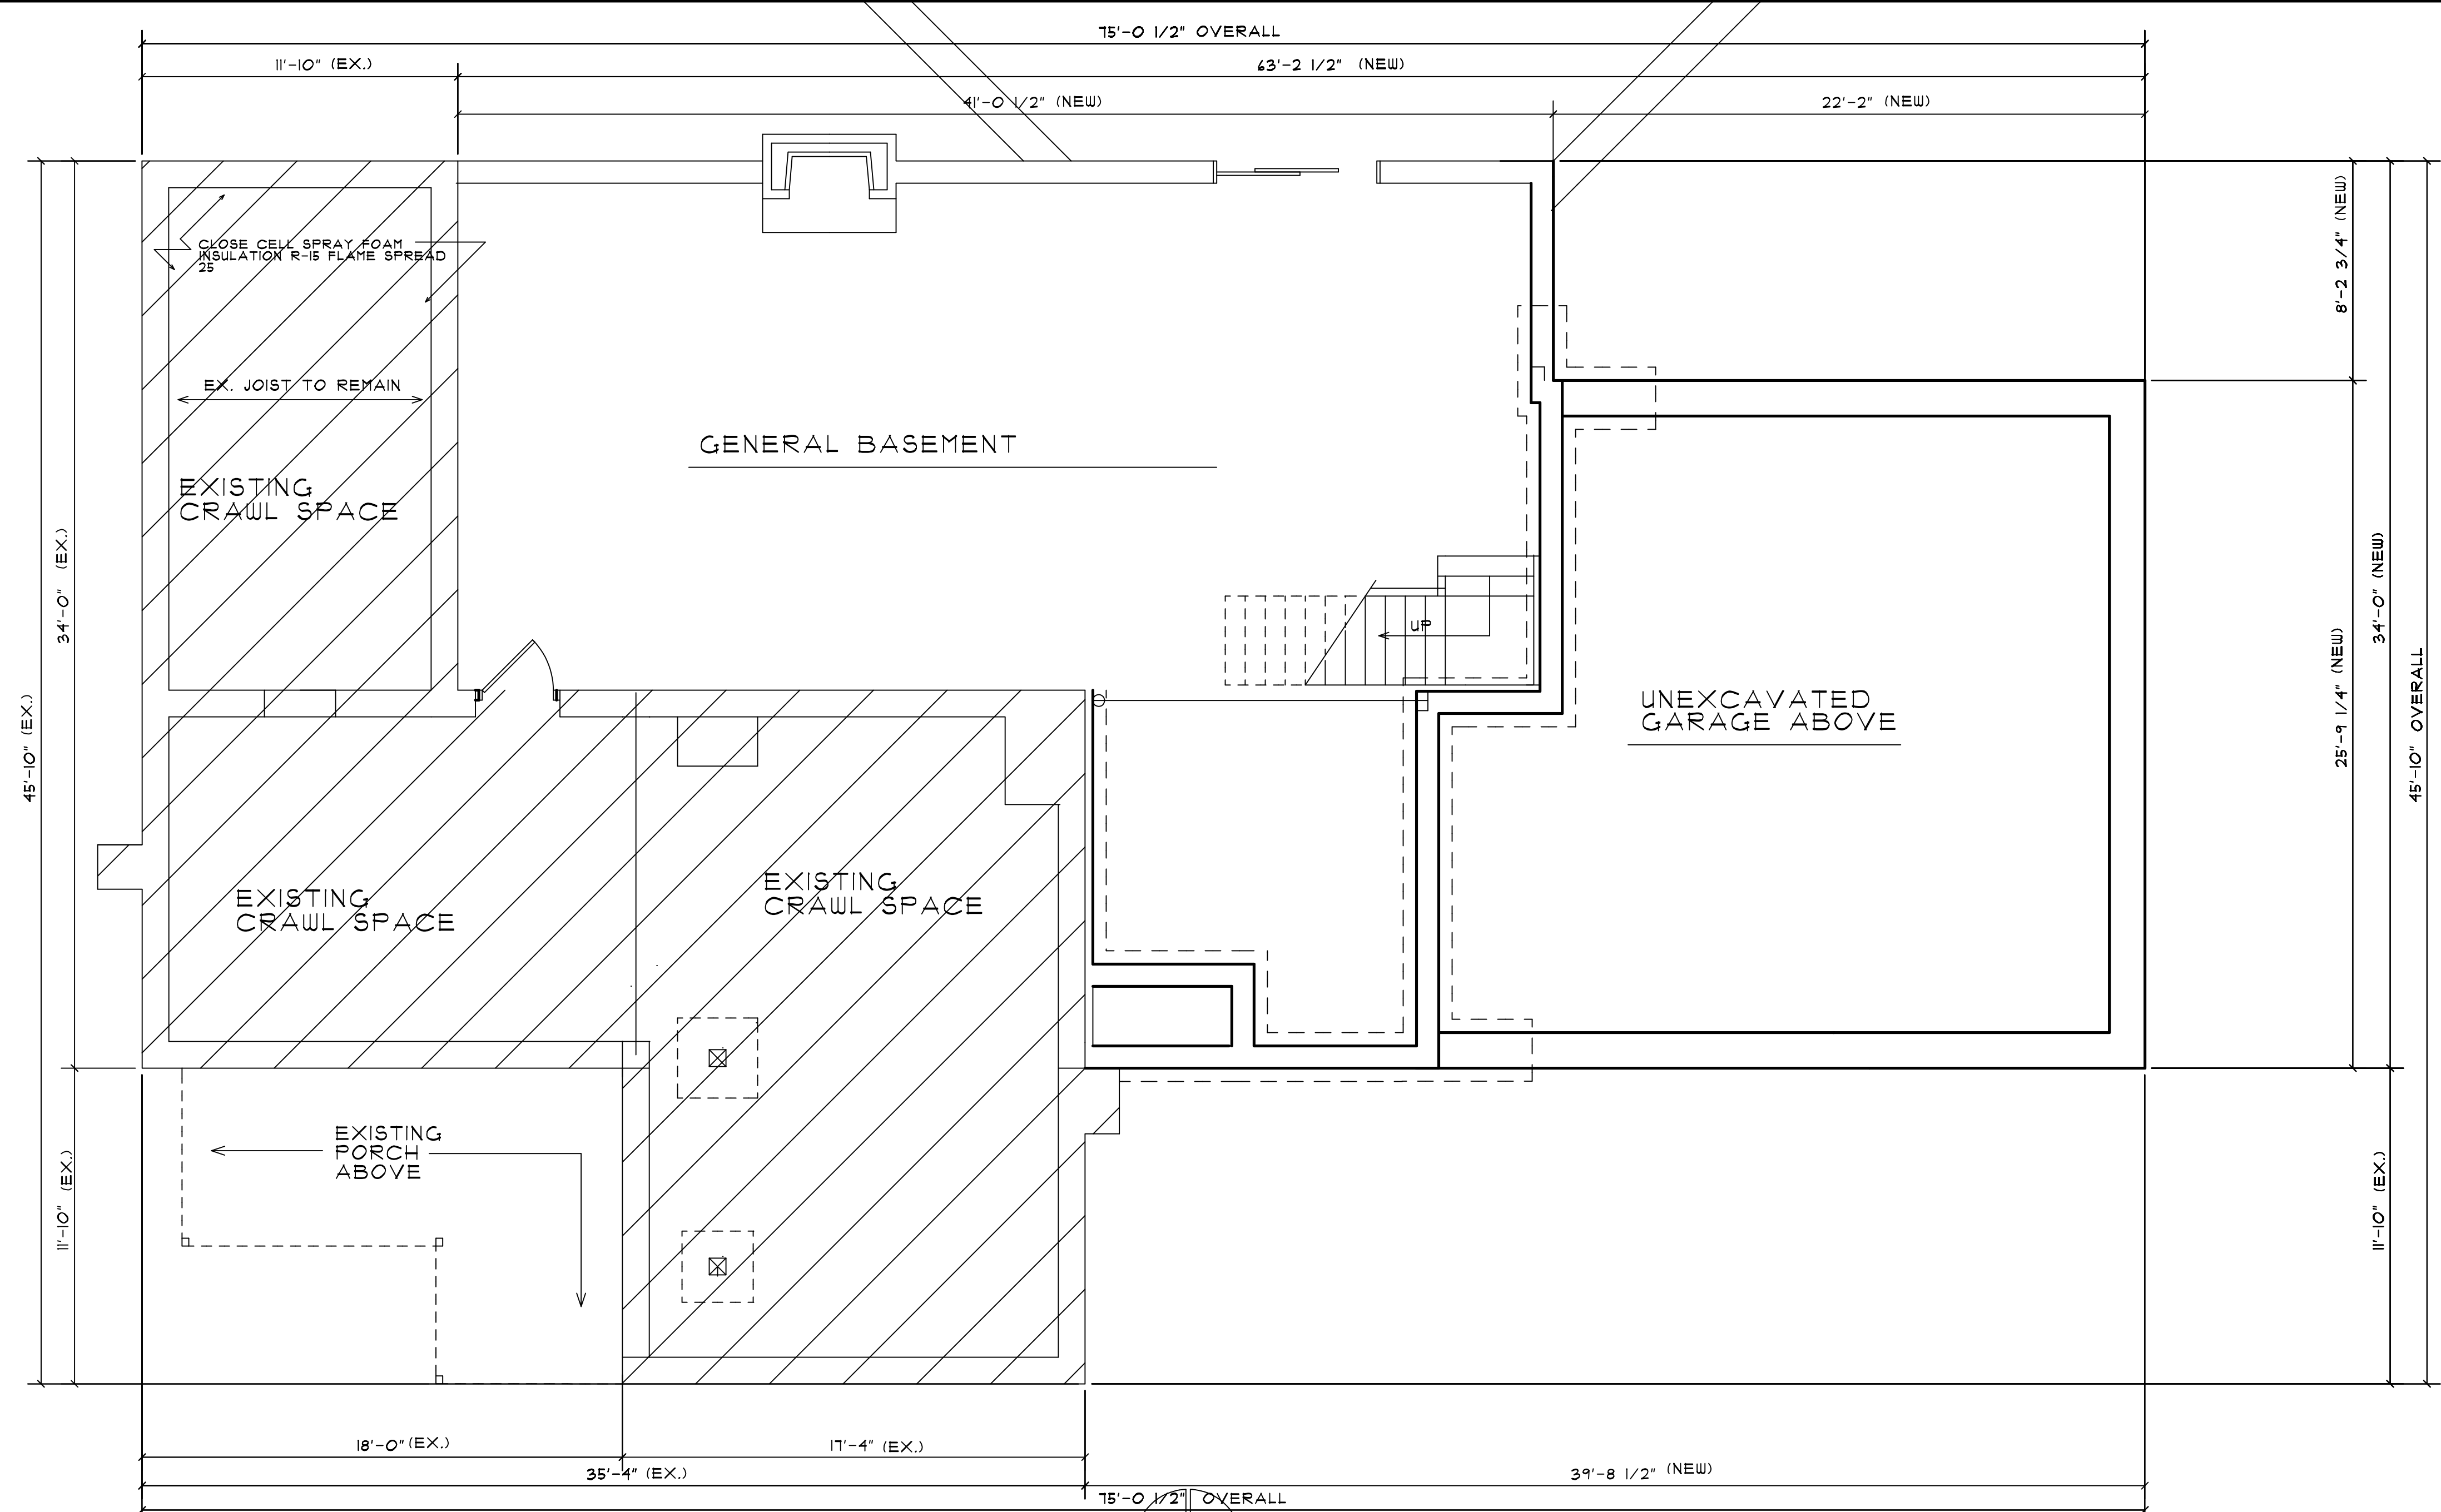 75'-0 1/2" OVERALL
11'-10" (EX.)
63'-2 1/2" (NEW)
41'-0 1/2" (NEW)
22'-2" (NEW)
8'-2 3/4" (NEW)
CLOSE CELL SPRAY FOAM
INSULATION R-15 FLAME SPREAD
25
EX. JOIST TO REMAIN
GENERAL BASEMENT
EXISTING
CRAWL SPACE
34'-0" (EX.)
34'-0" (NEW)
UP
UNEXCAVATED
GARAGE ABOVE
25'-9 1/4" (NEW)
45'-10" (EX.)
45'-10" OVERALL
EXISTING
CRAWL SPACE
EXISTING
CRAWL SPACE
EXISTING
PORCH
ABOVE
11'-10" (EX.)
11'-10" (EX.)
18'-0" (EX.)
17'-4" (EX.)
35'-4" (EX.)
39'-8 1/2" (NEW)
75'-0 1/2" OVERALL